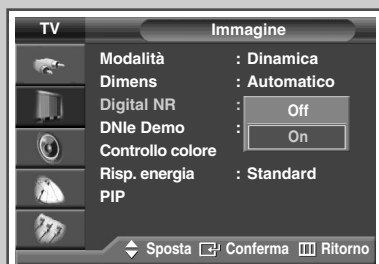 TV Immagine
Modalità : Dinamica
Dimens : Automatico
Digital NR : Off
DNIe Demo : On
Controllo colore
Risp. energia : Standard
PIP
Sposta Conferma Ritorno